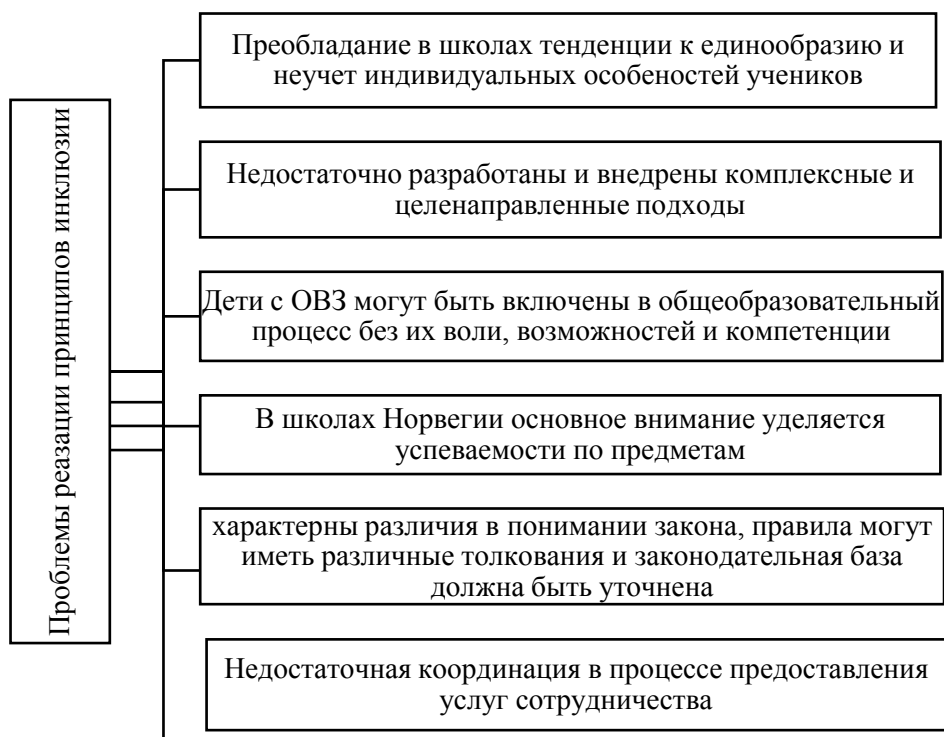 Проблемы реазации принципов инклюзии
Преобладание в школах тенденции к единообразию и
неучет индивидуальных особеностей учеников
Недостаточно разработаны и внедрены комплексные и
целенаправленные подходы
Дети с ОВЗ могут быть включены в общеобразовательный
процесс без их воли, возможностей и компетенции
В школах Норвегии основное внимание уделяется
успеваемости по предметам
характерны различия в понимании закона, правила могут
иметь различные толкования и законодательная база
должна быть уточнена
Недостаточная координация в процессе предоставления
услуг сотрудничества